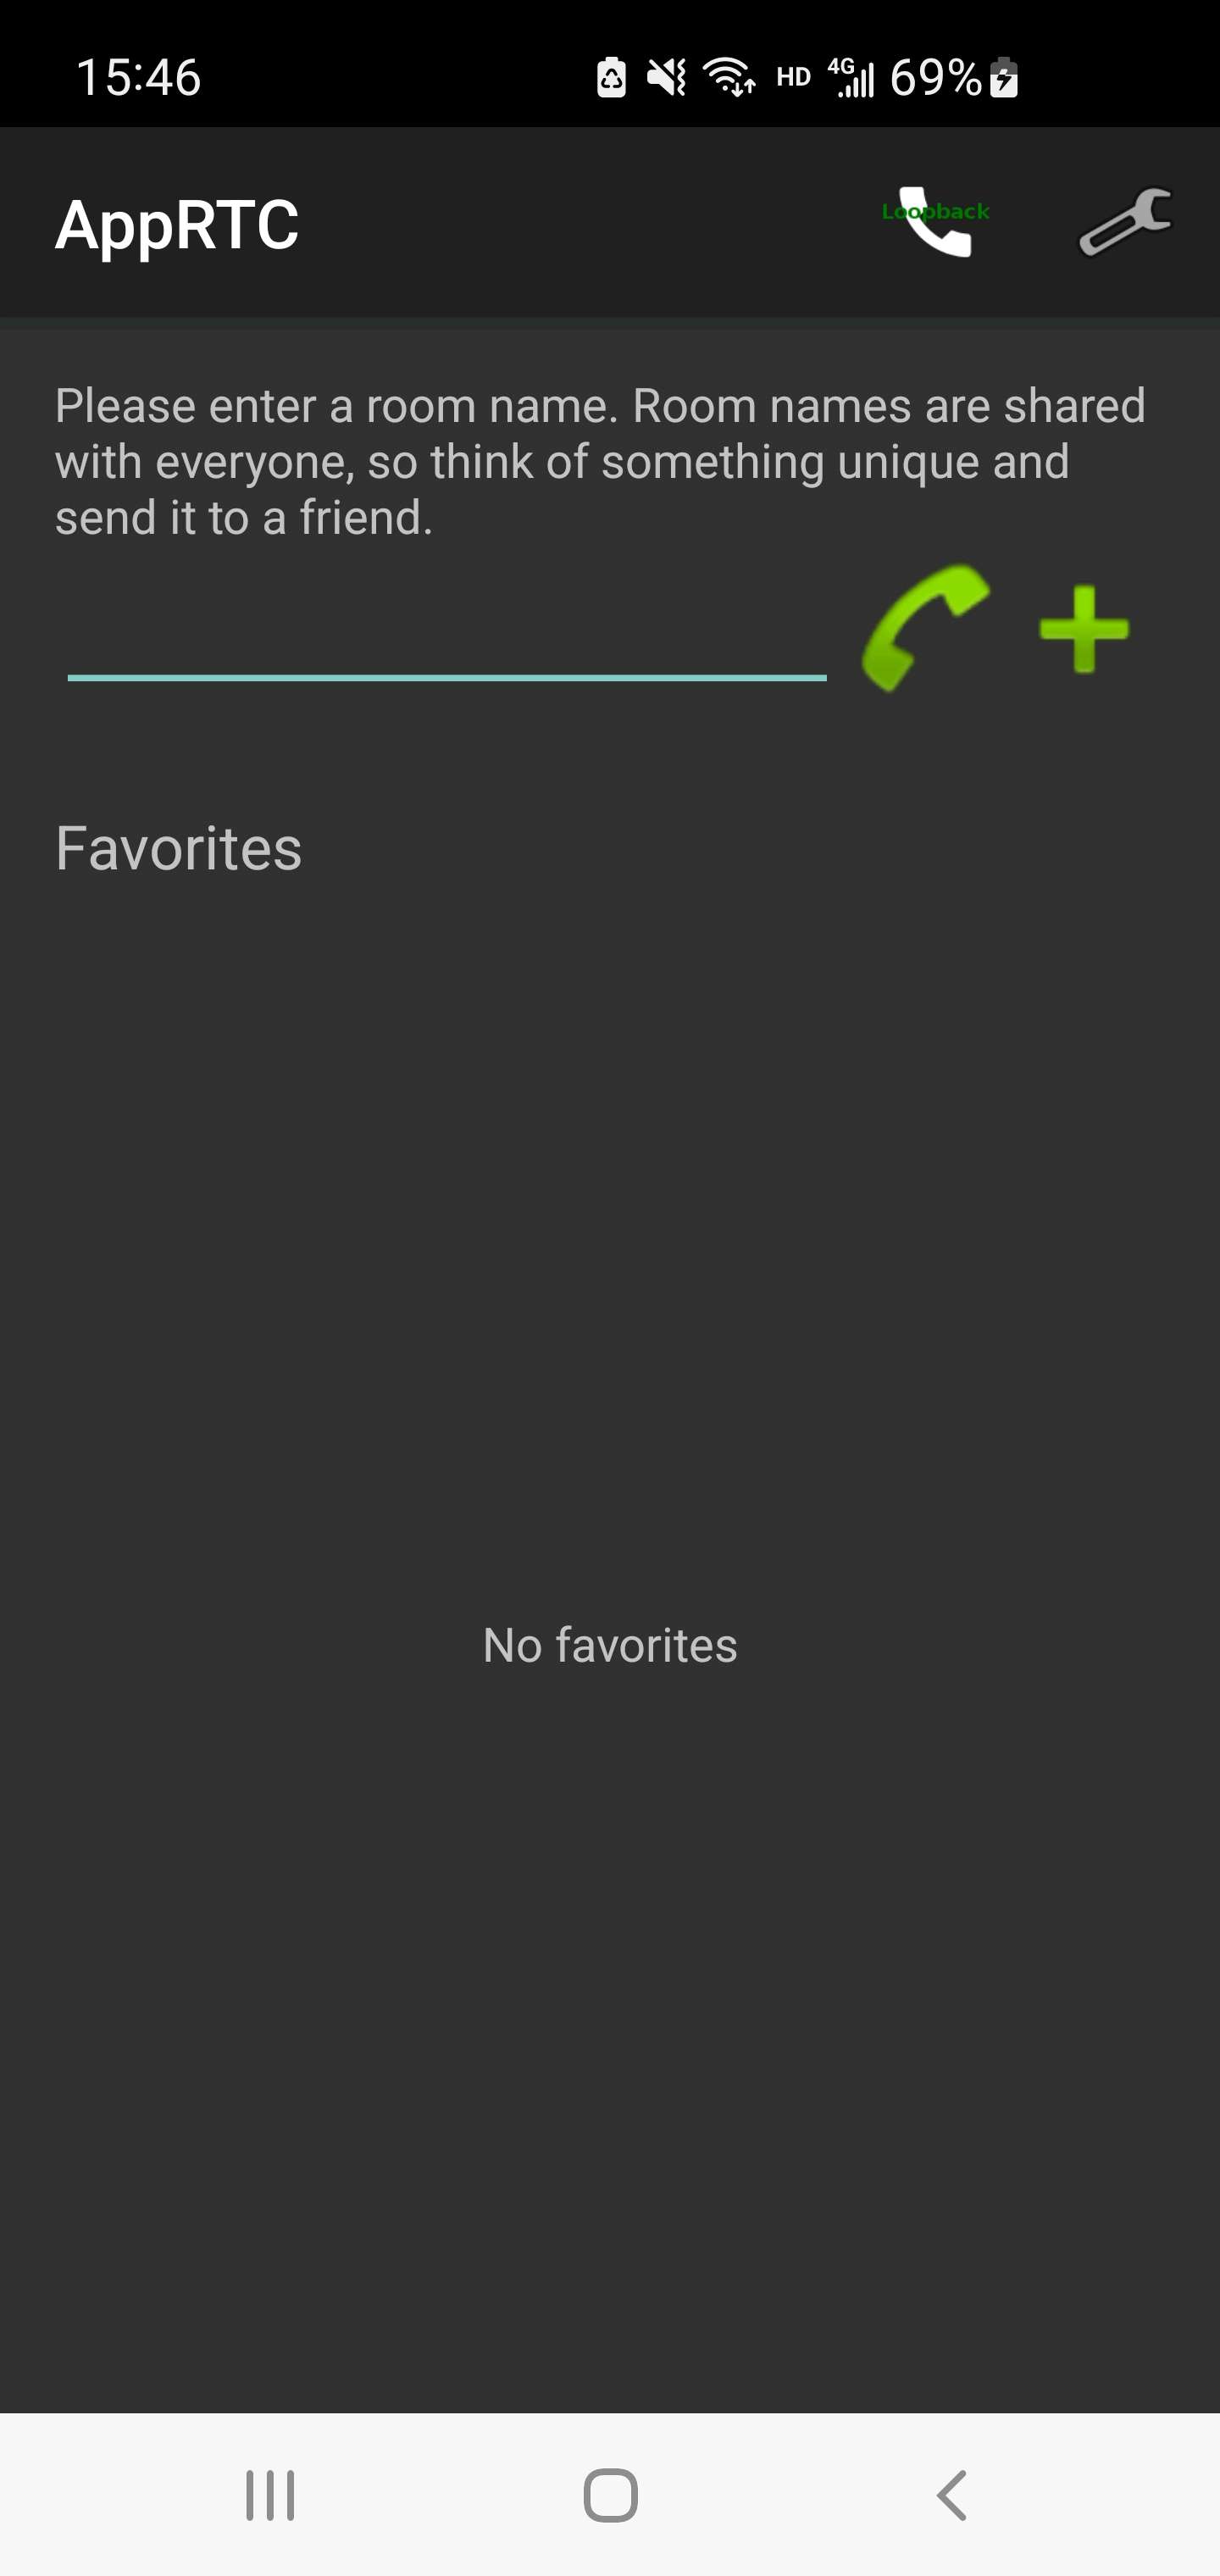 15:46 HD 4G 69%
AppRTC Loopback
Please enter a room name. Room names are shared
with everyone, so think of something unique and
send it to a friend.
Favorites
No favorites